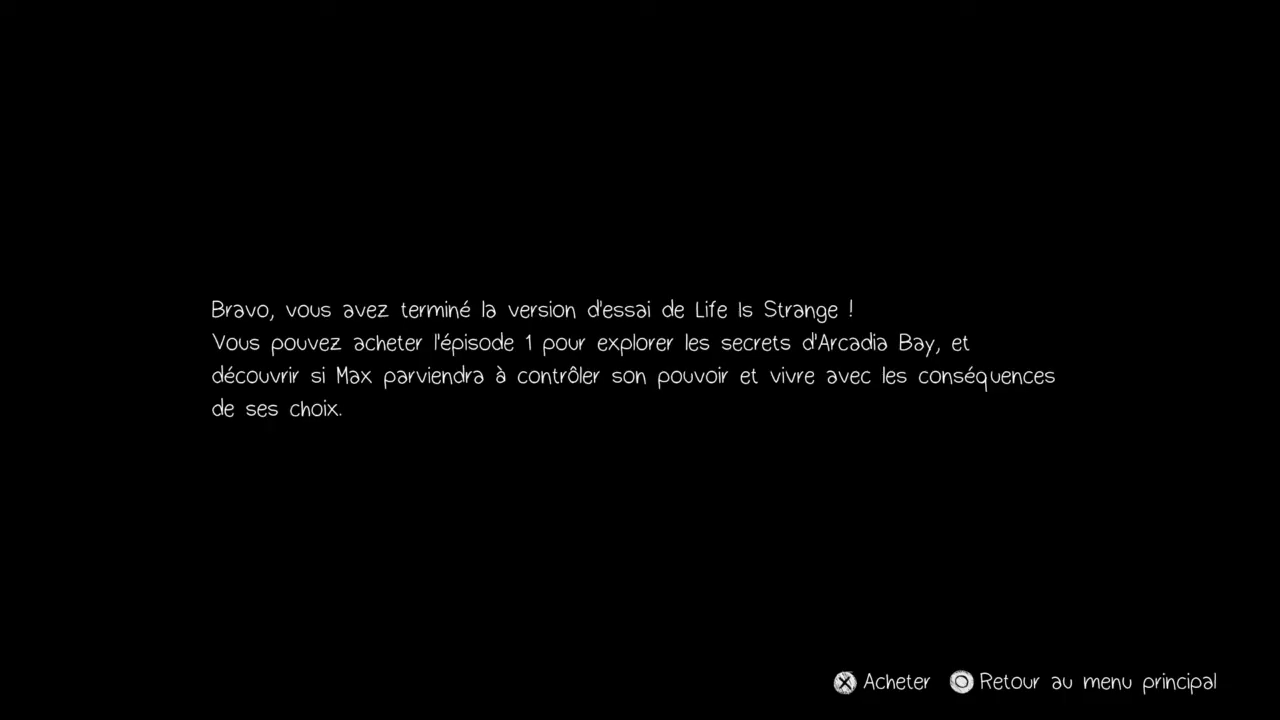 Bravo, vous avez terminé la version d'essai de Life Is Strange !
Vous pouvez acheter l'épisode 1 pour explorer les secrets d'Arcadia Bay, et
découvrir si Max parviendra à contrôler son pouvoir et vivre avec les conséquences
de ses choix.
Acheter Retour au menu principal